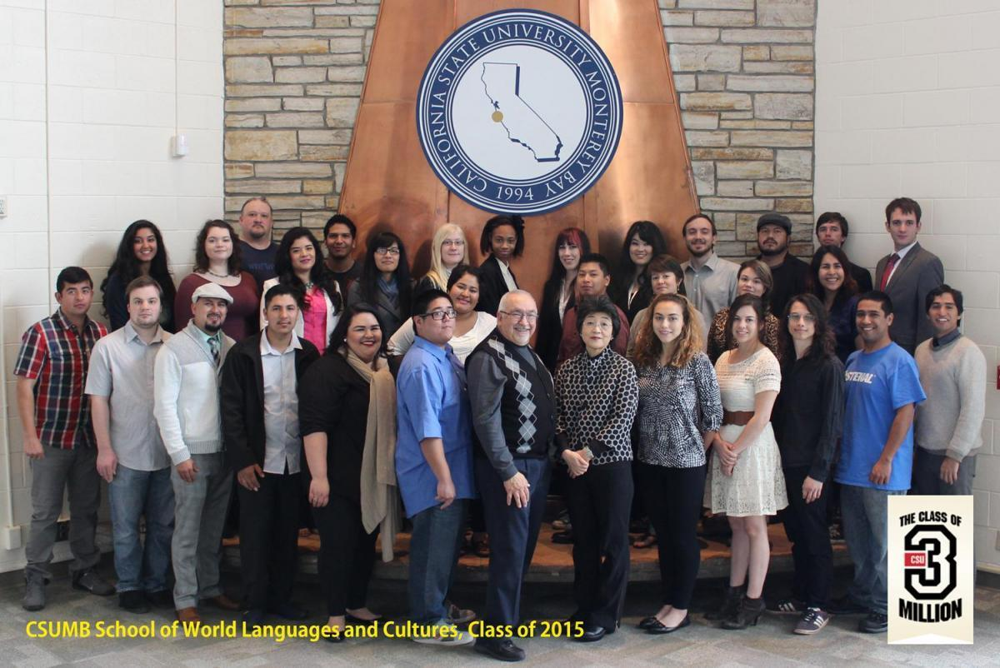 CALIFORNIA STATE UNIVERSITY MONTEREY BAY
1994
STERNAL
THE CLASS OF
CSU 3
MILLION
CSUMB School of World Languages and Cultures, Class of 2015